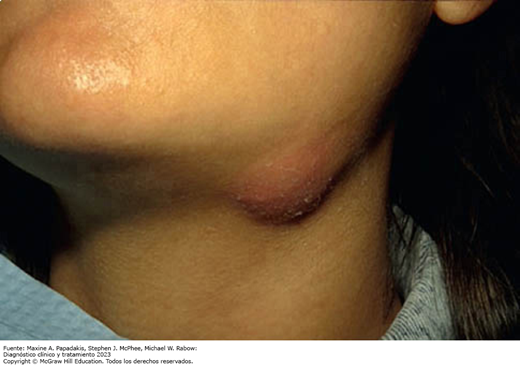 Fuente: Maxine A. Papadakis, Stephen J. McPhee, Michael W. Rabow:
Diagnóstico clínico y tratamiento 2023
Copyright © McGraw Hill Education. Todos los derechos reservados.